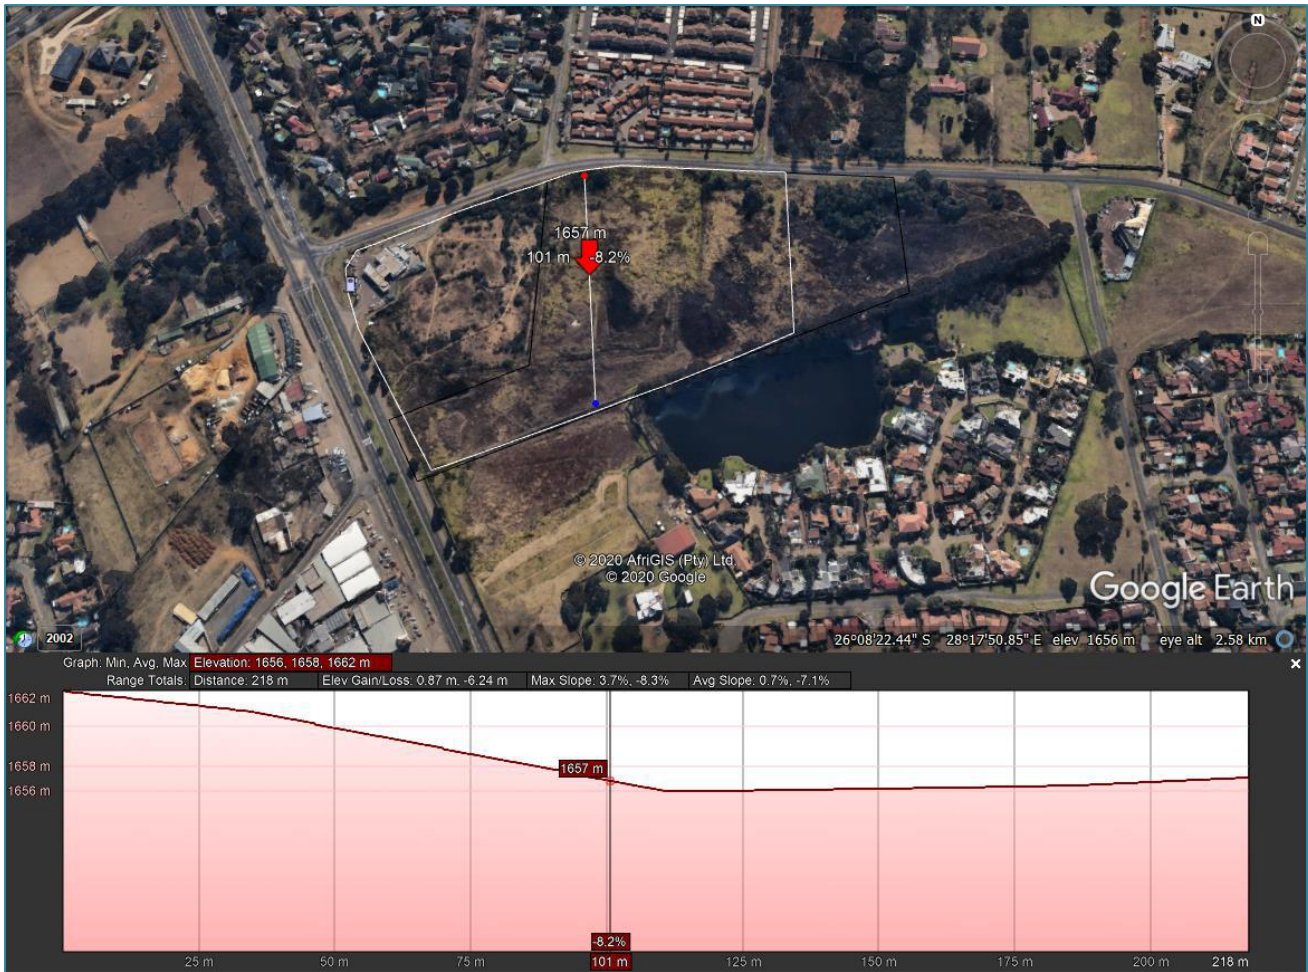 N
1657 m
101 m -8.2%
© 2020 AfriGIS (Pty) Ltd.
© 2020 Google
Google Earth
2002
26°08'22.44" S 28°17'50.85" E elev 1656 m eye alt 2.58 km
Graph: Min, Avg, Max Elevation: 1656, 1658, 1662 m
Range Totals: Distance: 218 m Elev Gain/Loss: 0.87 m, -6.24 m Max Slope: 3.7%, -8.3% Avg Slope: 0.7%, -7.1%
1662 m
1660 m
1658 m
1656 m
1657 m
-8.2%
25 m 50 m 75 m 101 m 125 m 150 m 175 m 200 m 218 m